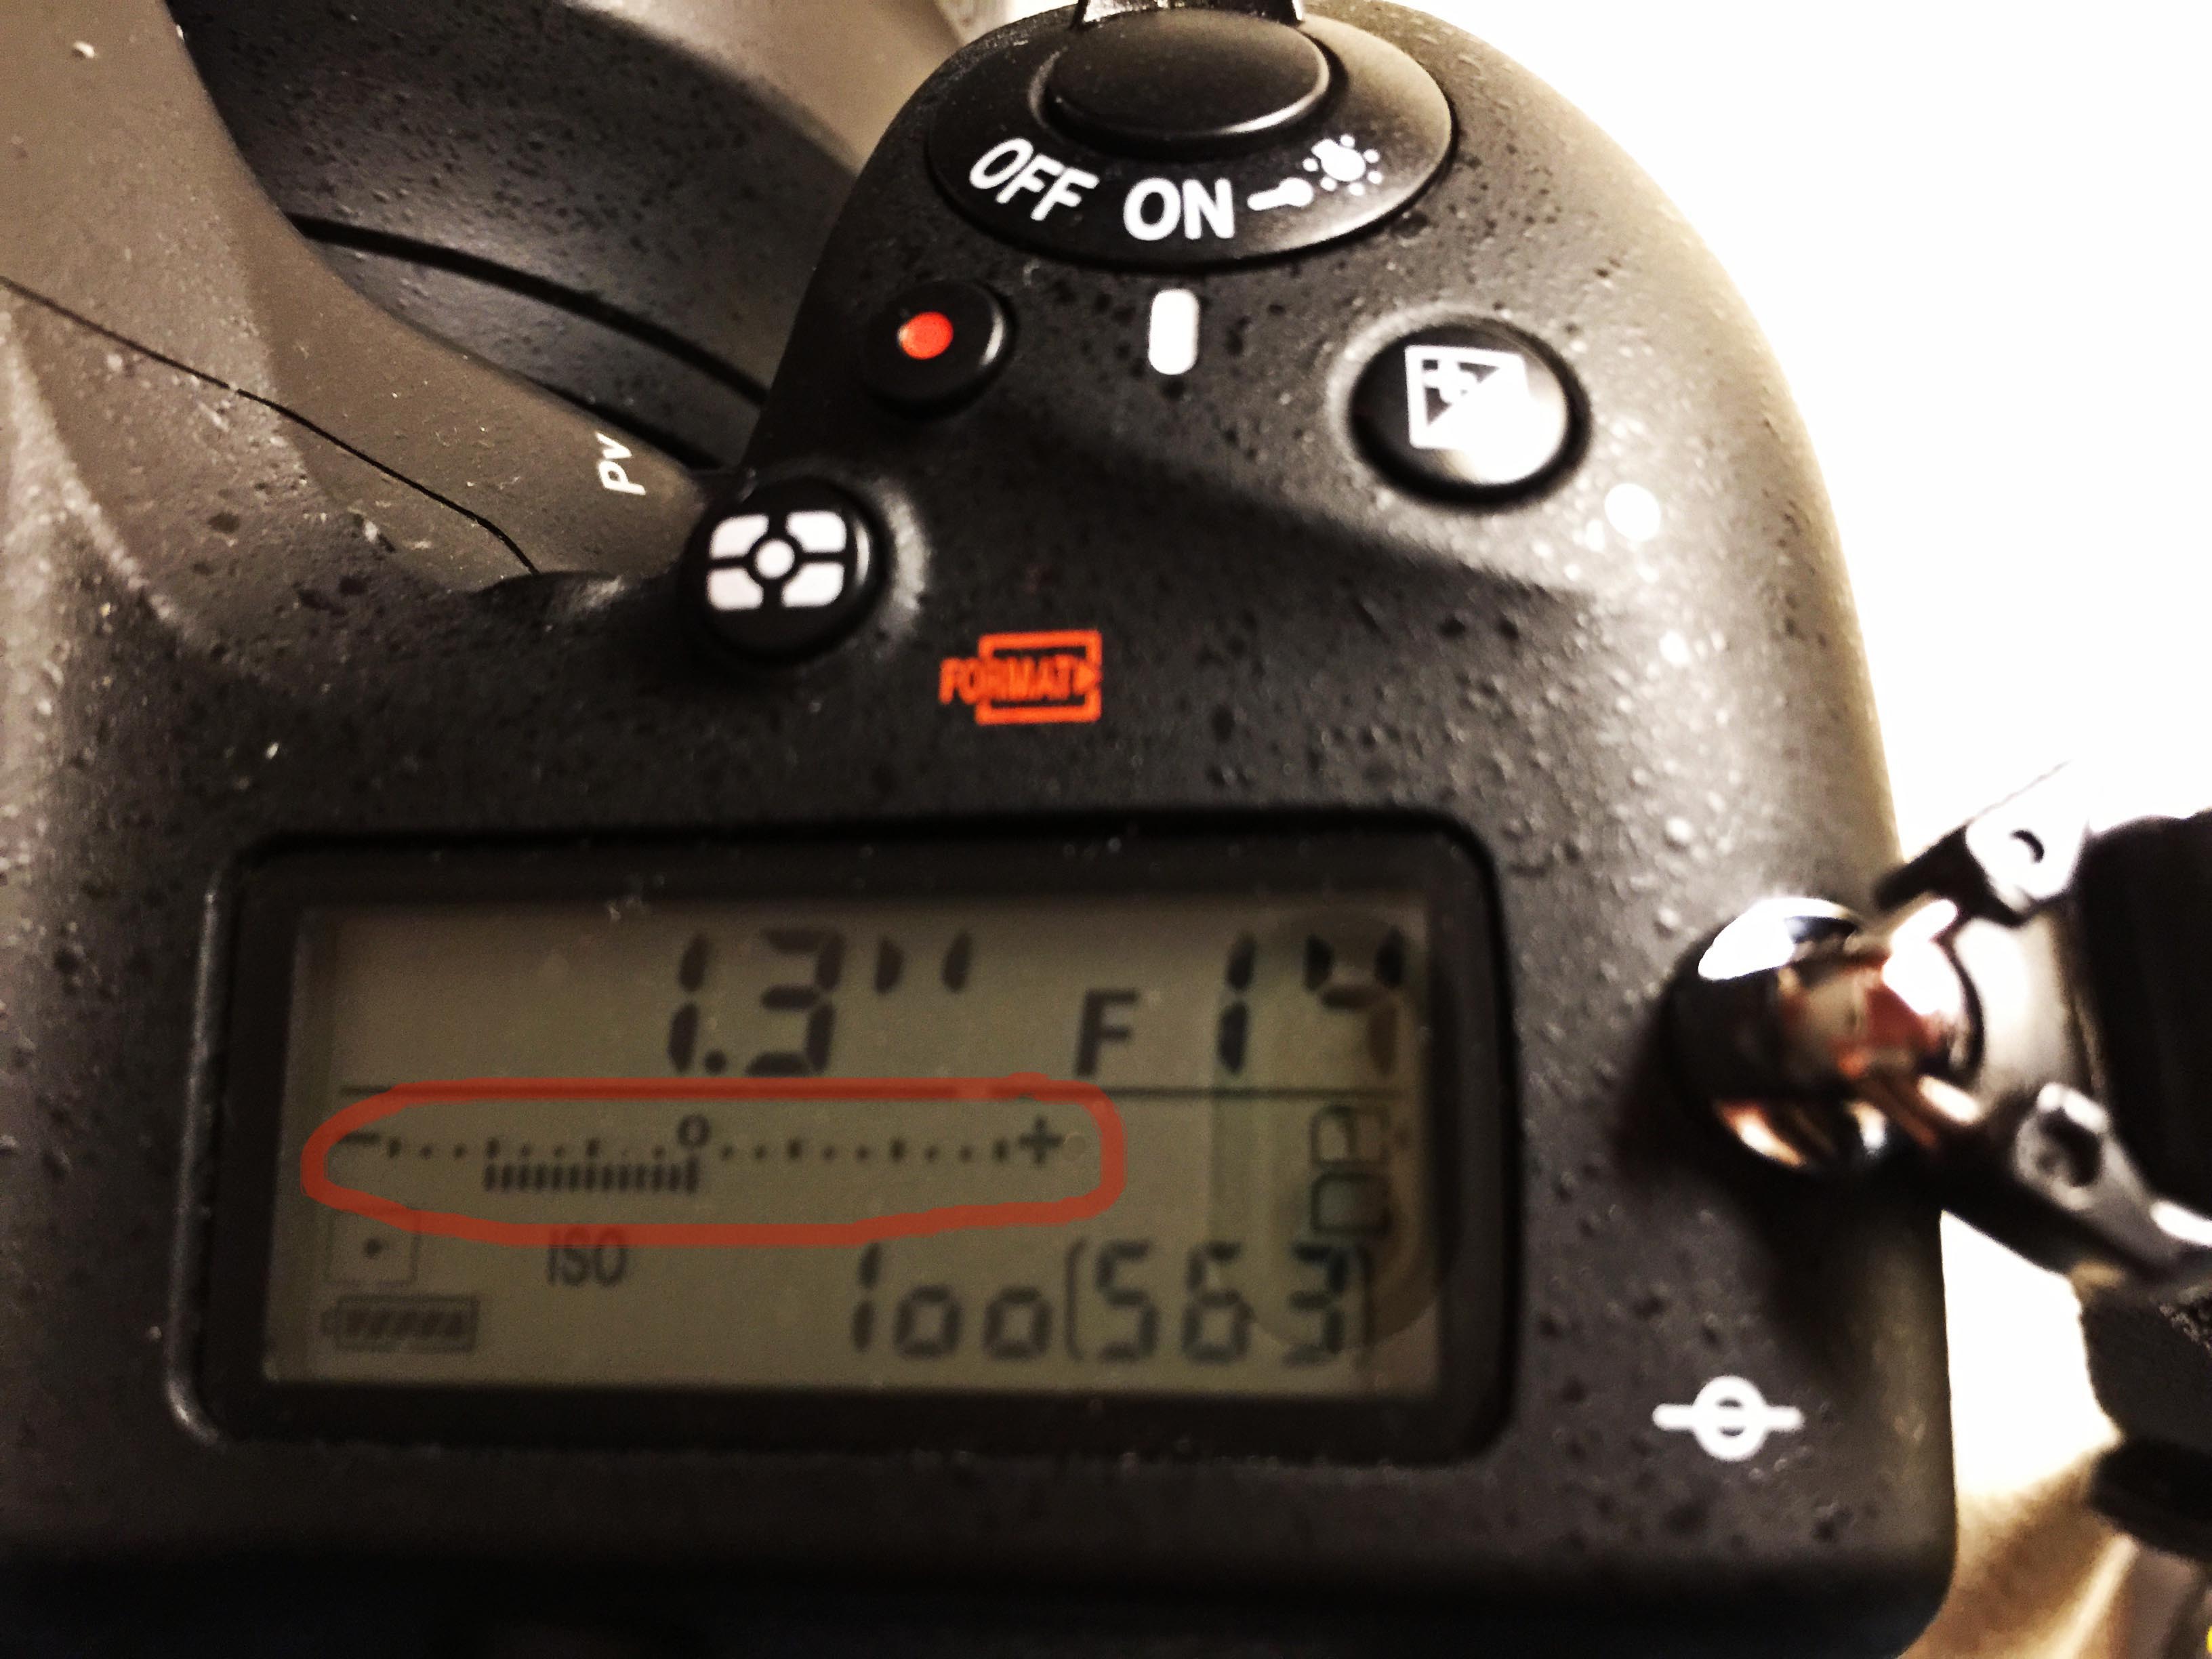 OFF ON
Pv
FORMAT
1.3" F 14
- 0 +
ISO 100 [563]